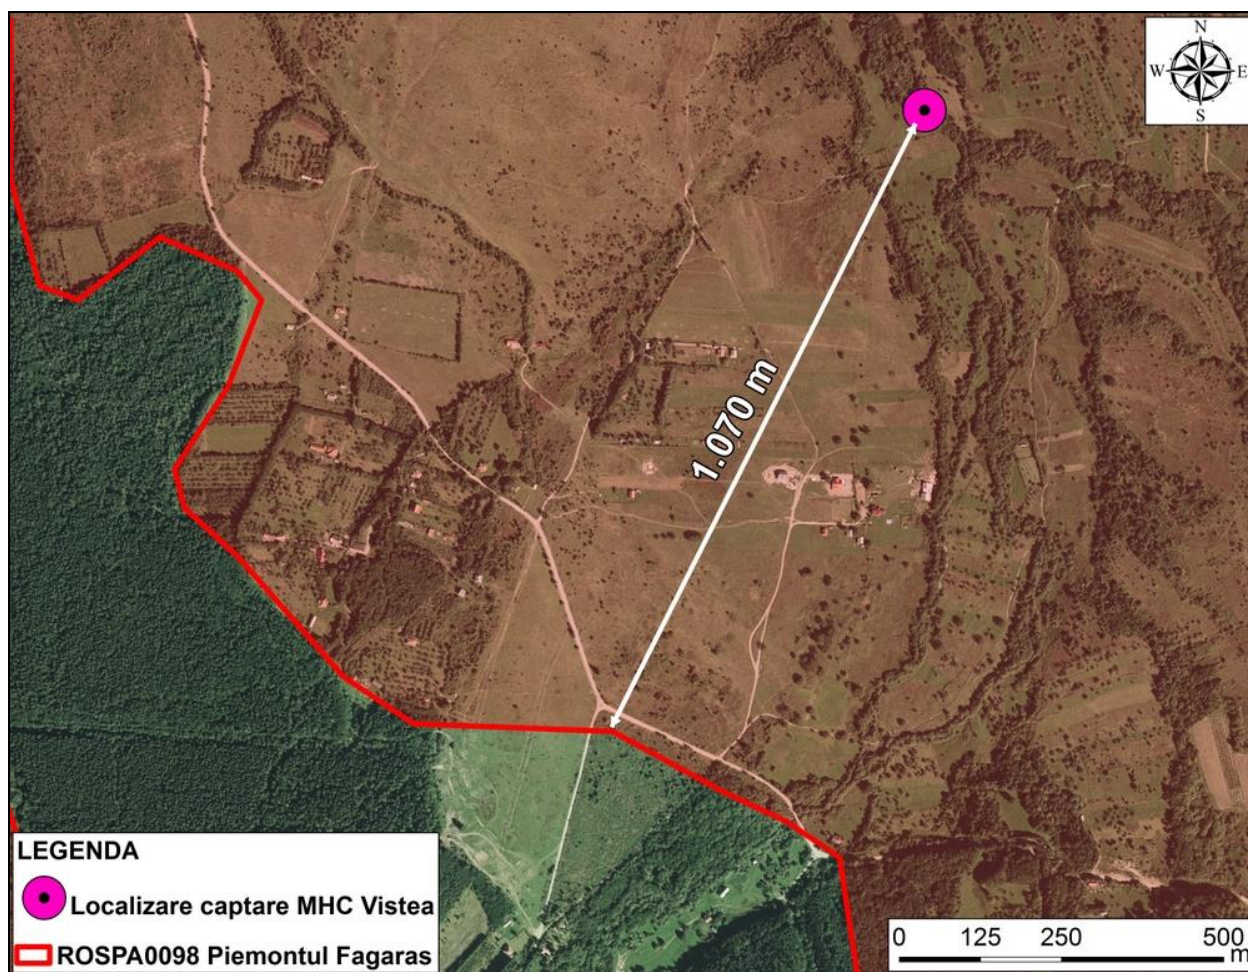 N
W E
S
1.070 m
LEGENDA
Localizare captare MHC Vistea
ROSPA0098 Piemontul Fagaras
0 125 250 500
m